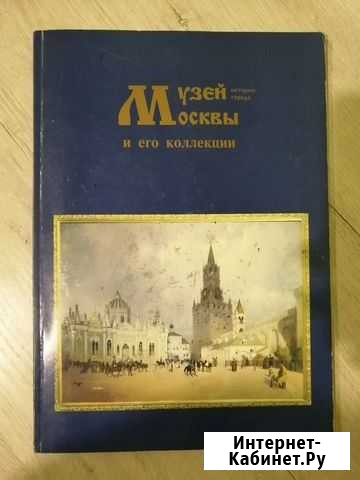 Музей истории города
Москвы
и его коллекции
Интернет-
Кабинет.Ру